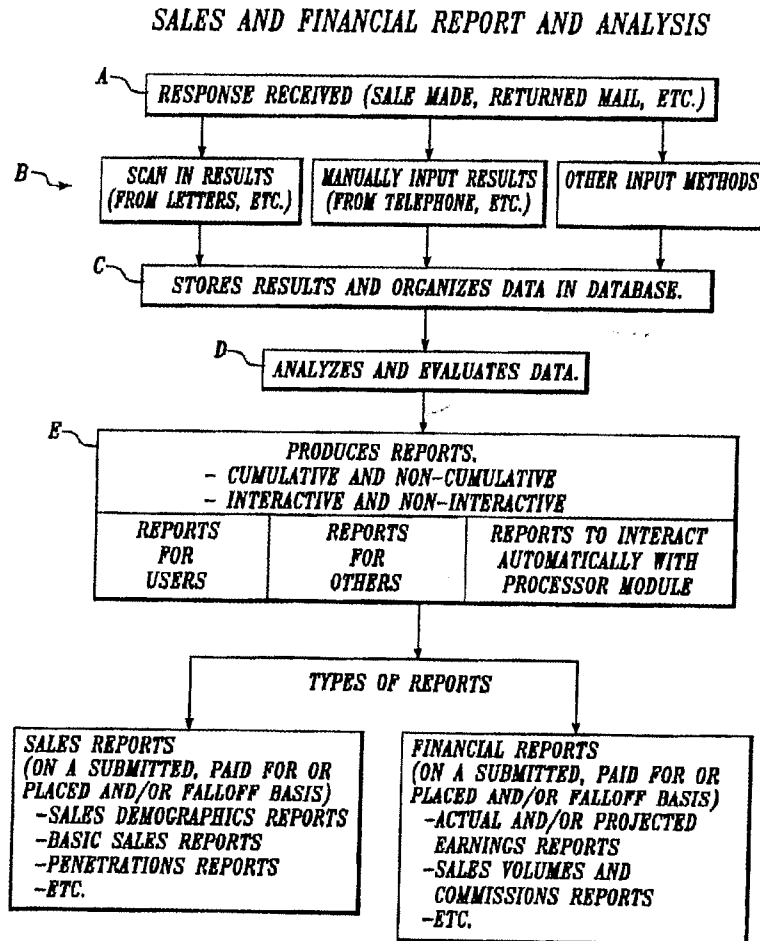 SALES AND FINANCIAL REPORT AND ANALYSIS
A
RESPONSE RECEIVED (SALE MADE, RETURNED MAIL, ETC.)
B
SCAN IN RESULTS
(FROM LETTERS, ETC.)
MANUALLY INPUT RESULTS
(FROM TELEPHONE, ETC.)
OTHER INPUT METHODS
C
STORES RESULTS AND ORGANIZES DATA IN DATABASE.
D
ANALYZES AND EVALUATES DATA.
E
PRODUCES REPORTS.
- CUMULATIVE AND NON-CUMULATIVE
- INTERACTIVE AND NON-INTERACTIVE
REPORTS
FOR
USERS
REPORTS
FOR
OTHERS
REPORTS TO INTERACT
AUTOMATICALLY WITH
PROCESSOR MODULE
TYPES OF REPORTS
SALES REPORTS
(ON A SUBMITTED, PAID FOR OR
PLACED AND/OR FALLOFF BASIS)
-SALES DEMOGRAPHICS REPORTS
-BASIC SALES REPORTS
-PENETRATIONS REPORTS
-ETC.
FINANCIAL REPORTS
(ON A SUBMITTED, PAID FOR OR
PLACED AND/OR FALLOFF BASIS)
-ACTUAL AND/OR PROJECTED
EARNINGS REPORTS
-SALES VOLUMES AND
COMMISSIONS REPORTS
-ETC.